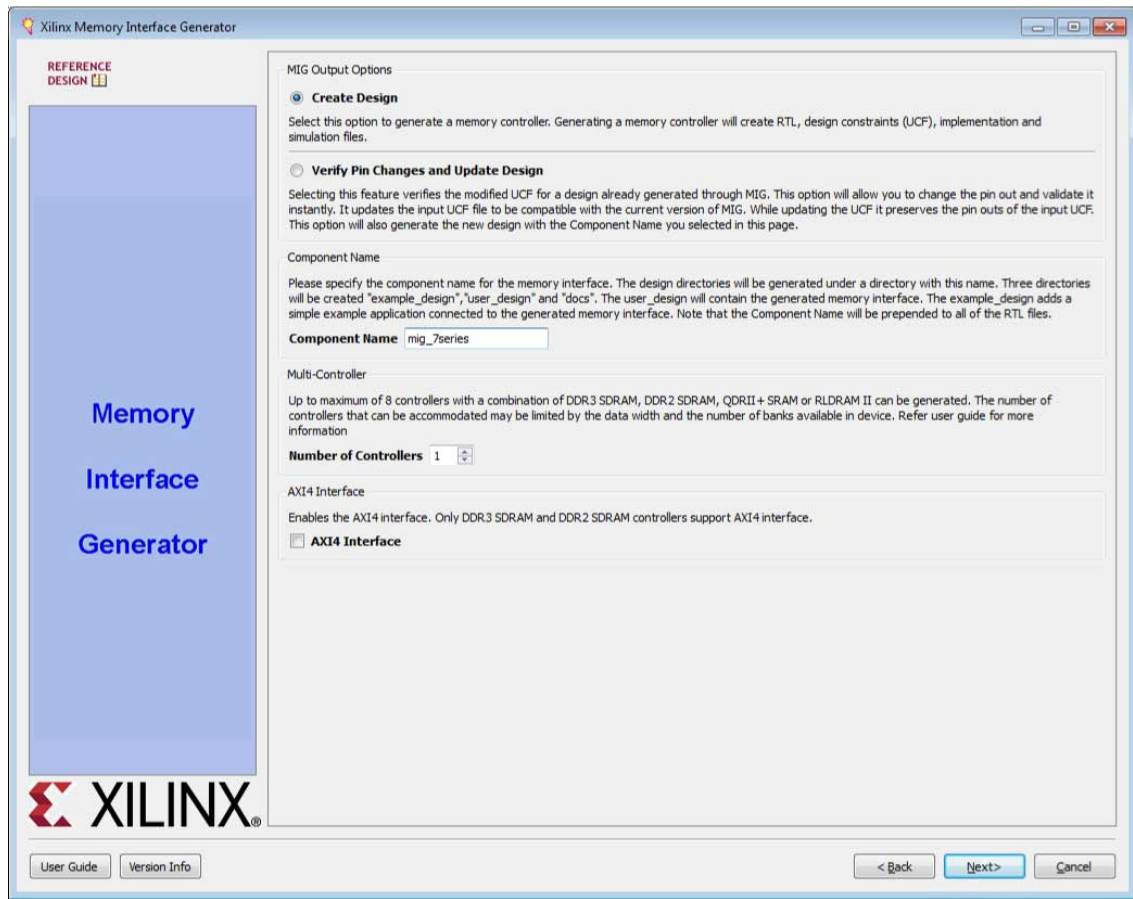 Xilinx Memory Interface Generator
REFERENCE
DESIGN
Memory
Interface
Generator
XILINX®
MIG Output Options
Create Design
Select this option to generate a memory controller. Generating a memory controller will create RTL, design constraints (UCF), implementation and
simulation files.
Verify Pin Changes and Update Design
Selecting this feature verifies the modified UCF for a design already generated through MIG. This option will allow you to change the pin out and validate it
instantly. It updates the input UCF file to be compatible with the current version of MIG. While updating the UCF it preserves the pin outs of the input UCF.
This option will also generate the new design with the Component Name you selected in this page.
Component Name
Please specify the component name for the memory interface. The design directories will be generated under a directory with this name. Three directories
will be created "example_design","user_design" and "docs". The user_design will contain the generated memory interface. The example_design adds a
simple example application connected to the generated memory interface. Note that the Component Name will be prepended to all of the RTL files.
Component Name mig_7series
Multi-Controller
Up to maximum of 8 controllers with a combination of DDR3 SDRAM, DDR2 SDRAM, QDRII+ SRAM or RLDRAM II can be generated. The number of
controllers that can be accommodated may be limited by the data width and the number of banks available in device. Refer user guide for more
information
Number of Controllers 1
AXI4 Interface
Enables the AXI4 interface. Only DDR3 SDRAM and DDR2 SDRAM controllers support AXI4 interface.
AXI4 Interface
User Guide Version Info < Back Next> Cancel